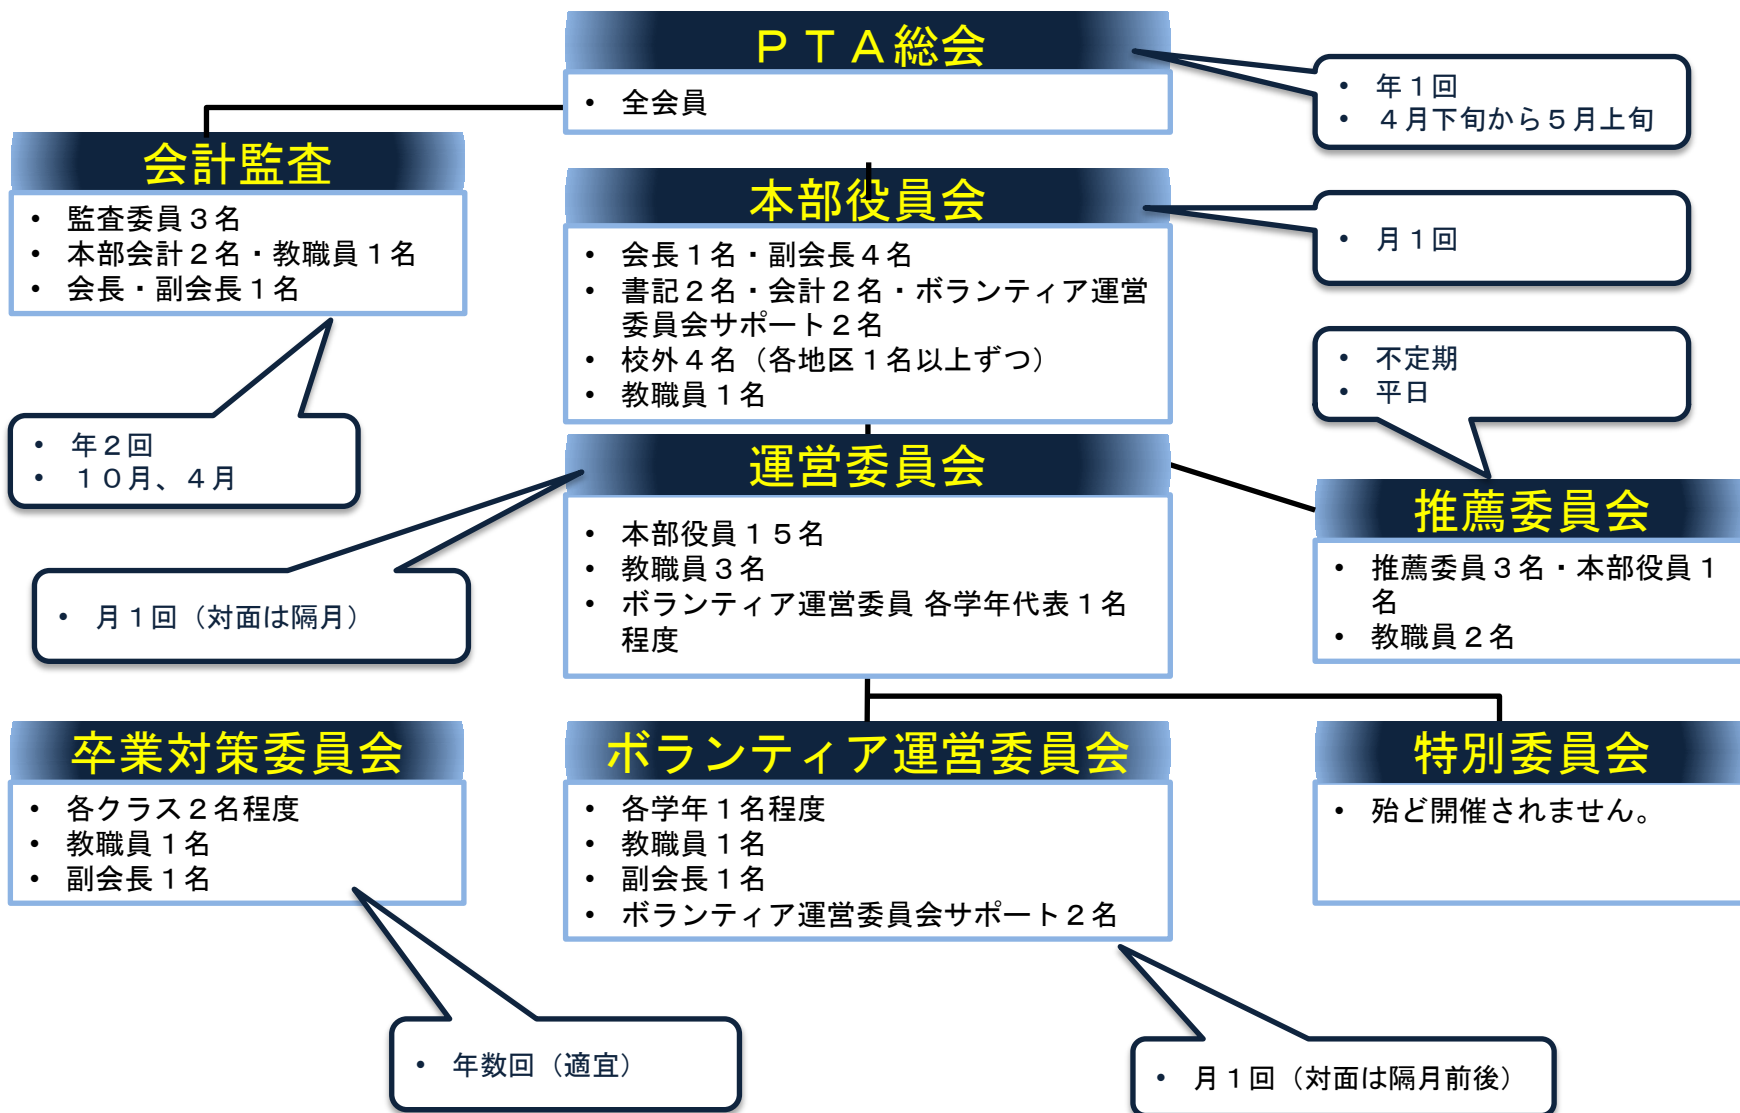 ＰＴＡ総会
• 全会員
• 年１回
• ４月下旬から５月上旬
会計監査
• 監査委員３名
• 本部会計２名・教職員１名
• 会長・副会長１名
• 年２回
• １０月、４月
本部役員会
• 会長１名・副会長４名
• 書記２名・会計２名・ボランティア運営
委員会サポート２名
• 校外４名（各地区１名以上ずつ）
• 教職員１名
• 月１回
• 不定期
• 平日
運営委員会
• 本部役員１５名
• 教職員３名
• ボランティア運営委員 各学年代表１名
程度
• 月１回（対面は隔月）
推薦委員会
• 推薦委員３名・本部役員１
名
• 教職員２名
卒業対策委員会
• 各クラス２名程度
• 教職員１名
• 副会長１名
• 年数回（適宜）
ボランティア運営委員会
• 各学年１名程度
• 教職員１名
• 副会長１名
• ボランティア運営委員会サポート２名
• 月１回（対面は隔月前後）
特別委員会
• 殆ど開催されません。